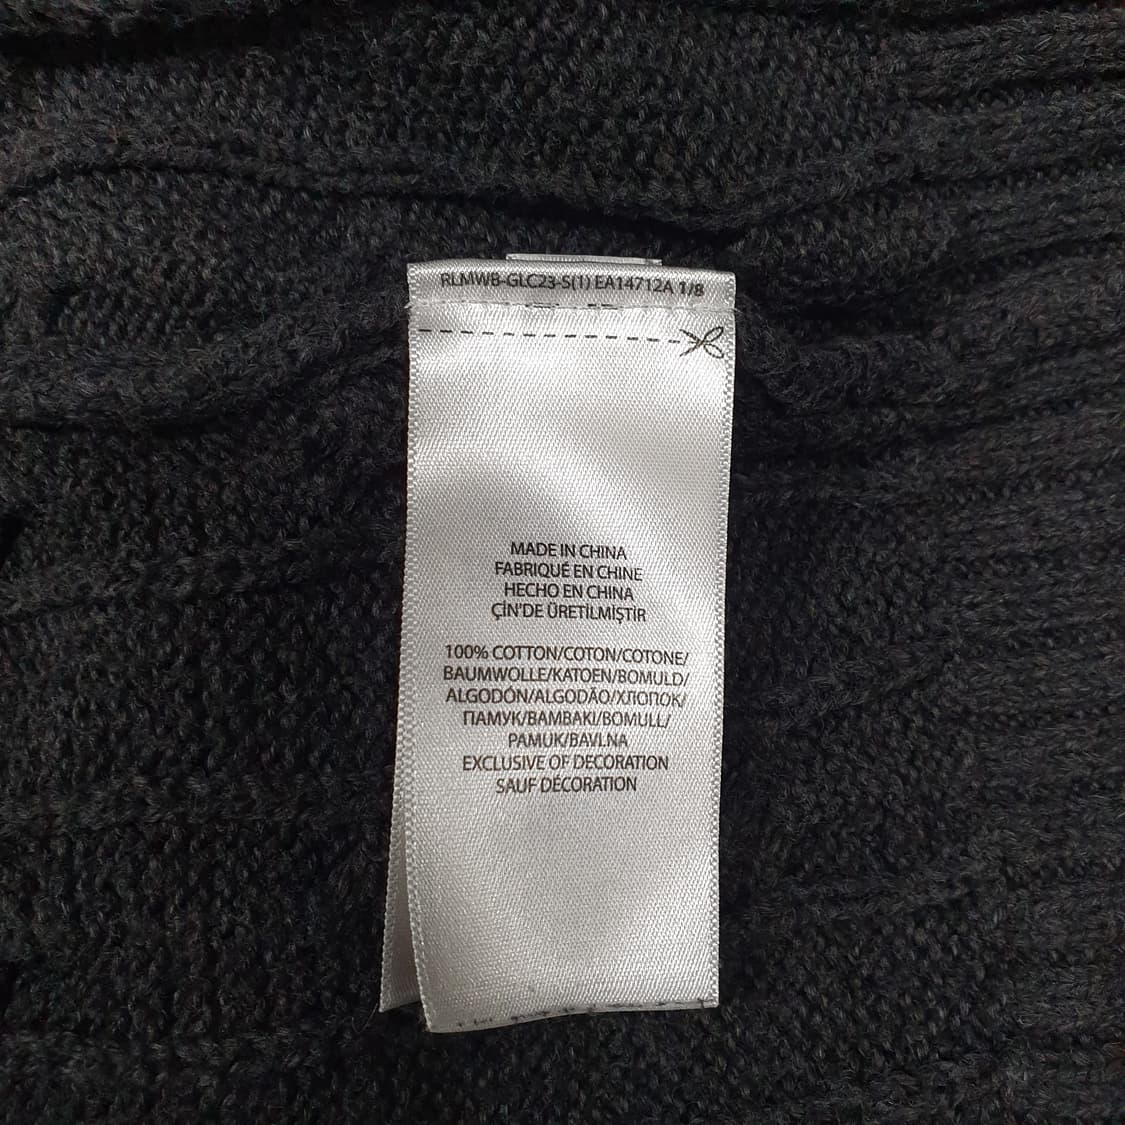 RLMWB-GLC23-S(1) EA14712A 1/8
MADE IN CHINA
FABRIQUÉ EN CHINE
HECHO EN CHINA
ÇİN'DE ÜRETİLMİŞTİR
100% COTTON/COTON/COTONE/
BAUMWOLLE/KATOEN/BOMULD/
ALGODÓN/ALGODÃO/ХЛОПОК/
ПАМУК/BAMBAKI/BOMULL/
PAMUK/BAVLNA
EXCLUSIVE OF DECORATION
SAUF DÉCORATION